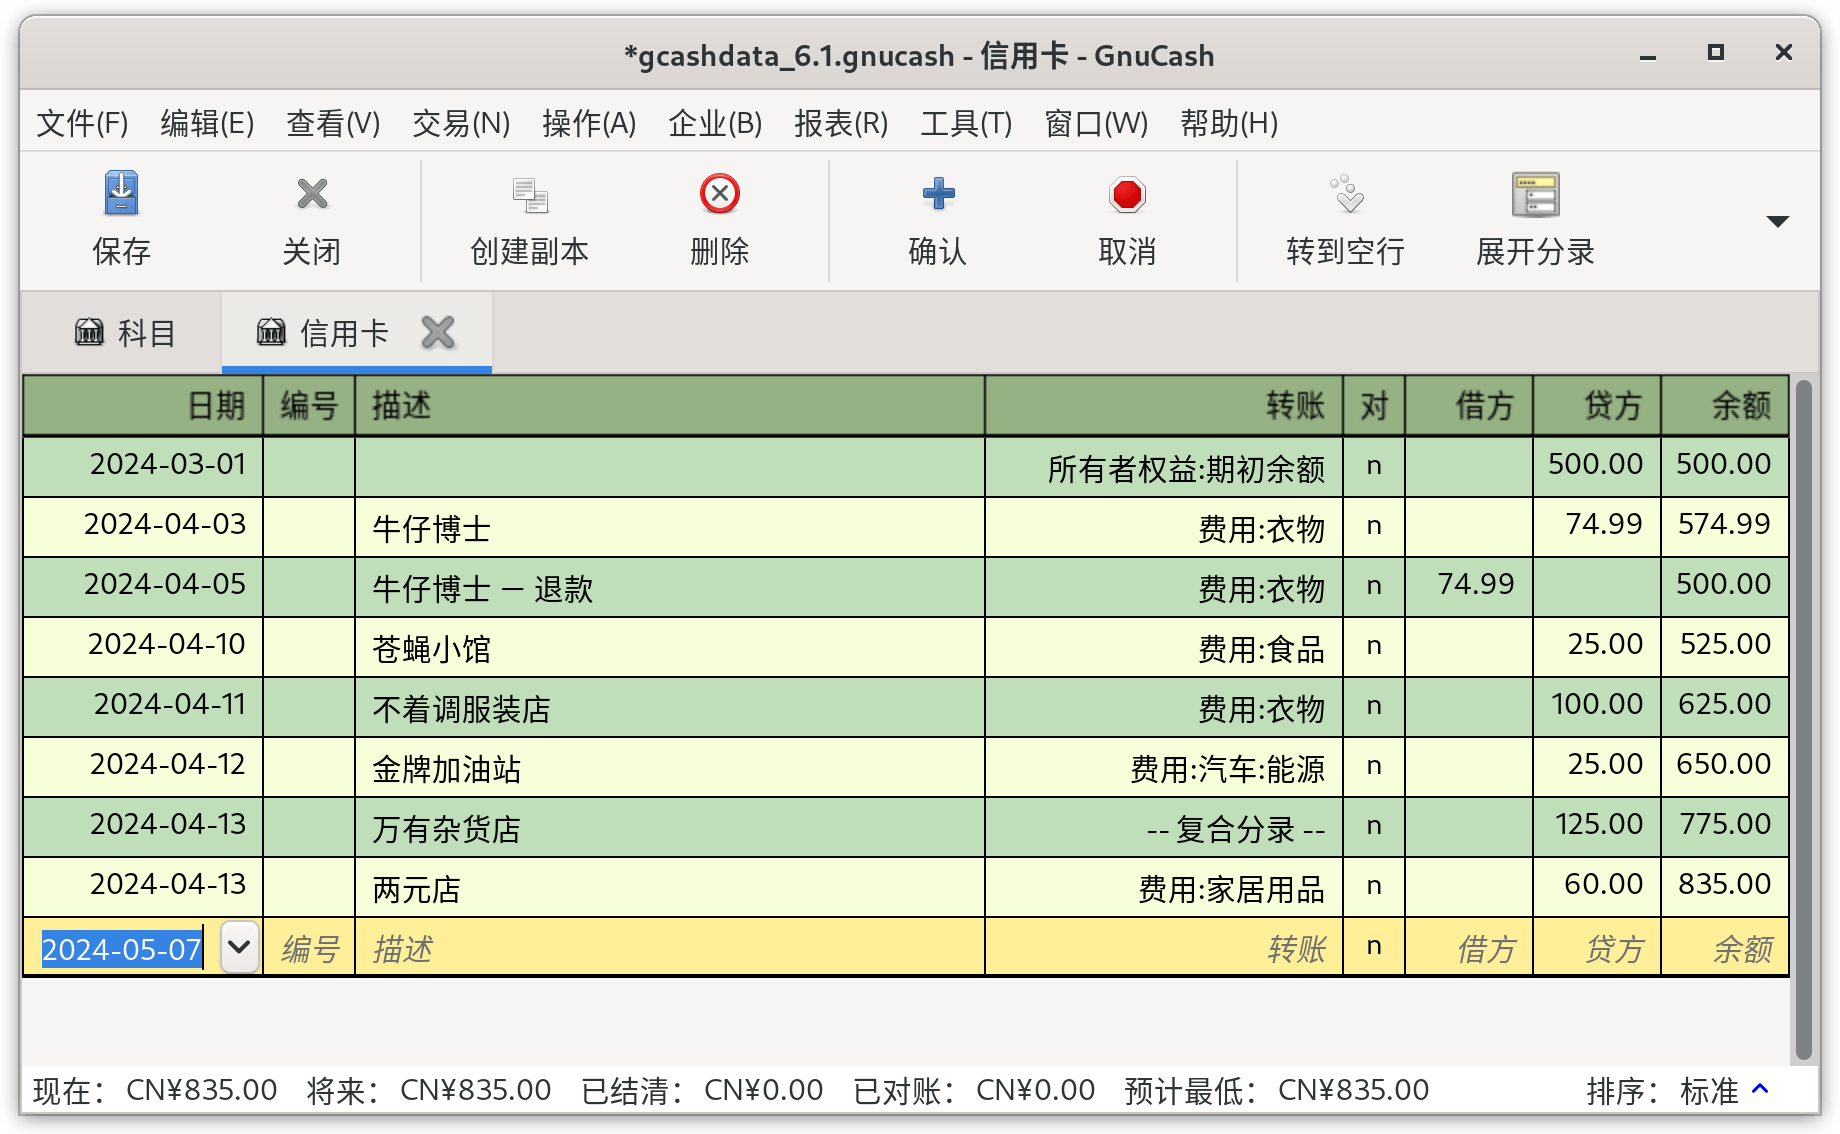 *gcashdata_6.1.gnucash - 信用卡 - GnuCash
文件(F) 编辑(E) 查看(V) 交易(N) 操作(A) 企业(B) 报表(R) 工具(T) 窗口(W) 帮助(H)
保存 关闭 创建副本 删除 确认 取消 转到空行 展开分录
科目 信用卡
日期 编号 描述 转账 对 借方 贷方 余额
2024-03-01 所有者权益:期初余额 n 500.00 500.00
2024-04-03 牛仔博士 费用:衣物 n 74.99 574.99
2024-04-05 牛仔博士 — 退款 费用:衣物 n 74.99 500.00
2024-04-10 苍蝇小馆 费用:食品 n 25.00 525.00
2024-04-11 不着调服装店 费用:衣物 n 100.00 625.00
2024-04-12 金牌加油站 费用:汽车:能源 n 25.00 650.00
2024-04-13 万有杂货店 -- 复合分录 -- n 125.00 775.00
2024-04-13 两元店 费用:家居用品 n 60.00 835.00
2024-05-07 编号 描述 转账 n 借方 贷方 余额
现在： CN¥835.00 将来： CN¥835.00 已结清： CN¥0.00 已对账： CN¥0.00 预计最低： CN¥835.00 排序： 标准